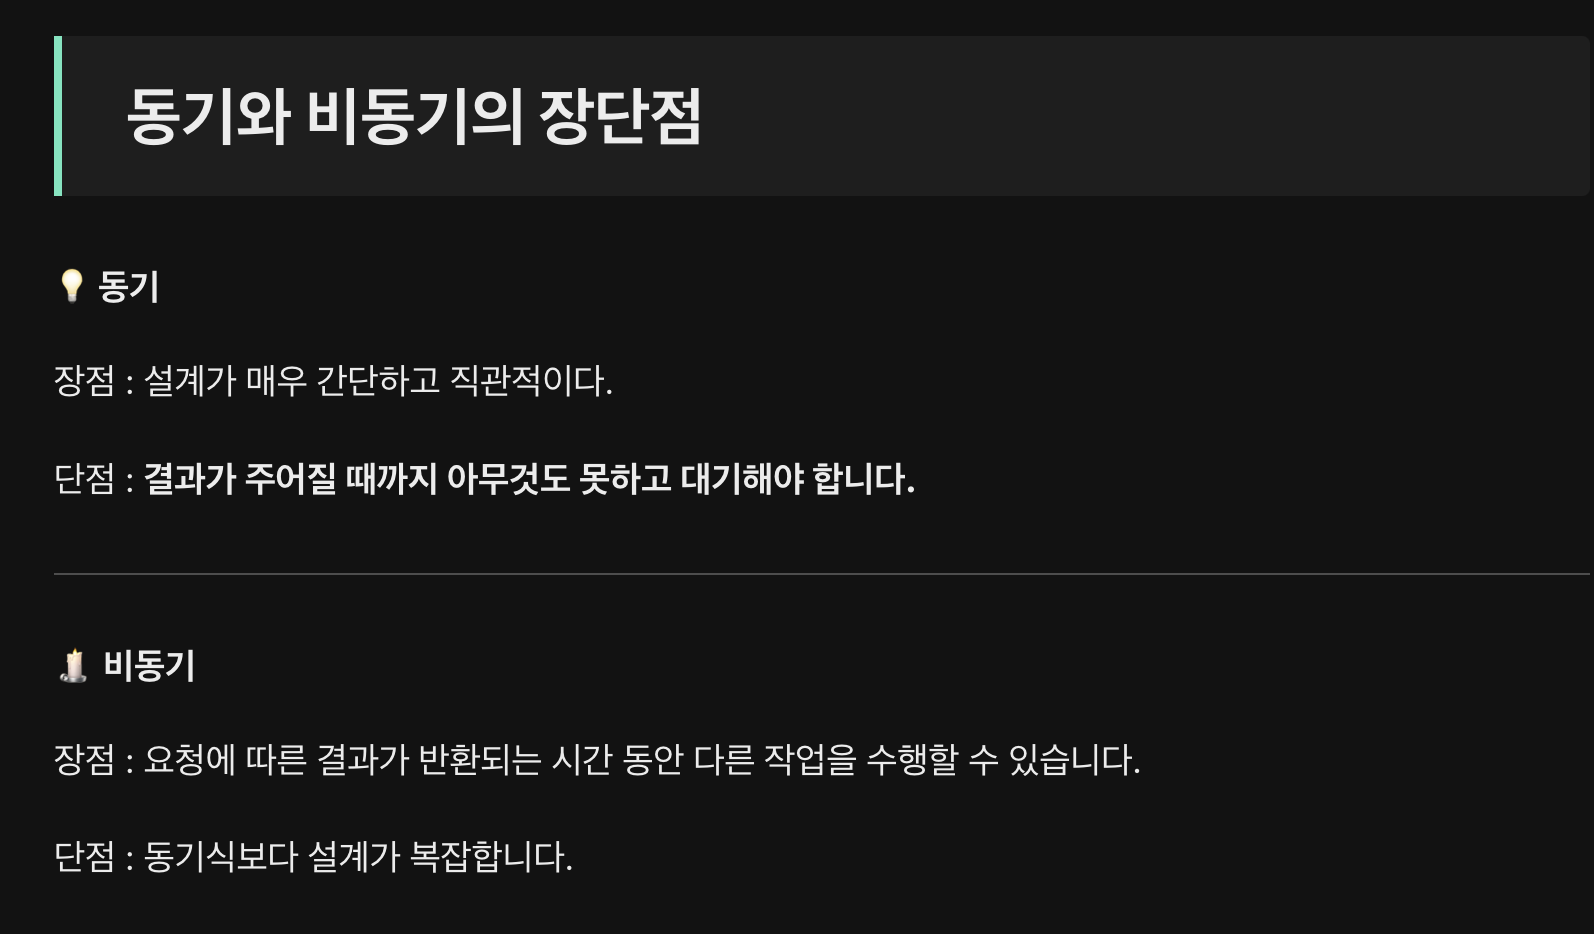 동기와 비동기의 장단점
💡 동기
장점 : 설계가 매우 간단하고 직관적이다.
단점 : 결과가 주어질 때까지 아무것도 못하고 대기해야 합니다.
🕯️ 비동기
장점 : 요청에 따른 결과가 반환되는 시간 동안 다른 작업을 수행할 수 있습니다.
단점 : 동기식보다 설계가 복잡합니다.